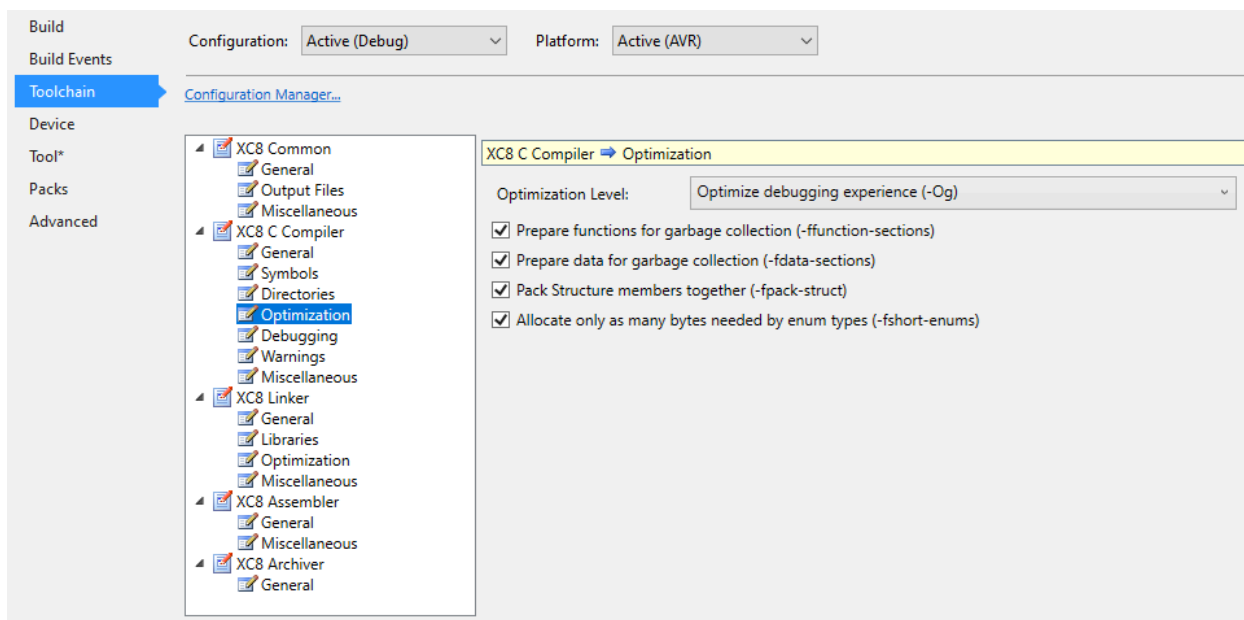 Build
Build Events
Toolchain
Device
Tool*
Packs
Advanced
Configuration: Active (Debug) Platform: Active (AVR)
Configuration Manager...
XC8 Common
General
Output Files
Miscellaneous
XC8 C Compiler
General
Symbols
Directories
Optimization
Debugging
Warnings
Miscellaneous
XC8 Linker
General
Libraries
Optimization
Miscellaneous
XC8 Assembler
General
Miscellaneous
XC8 Archiver
General
XC8 C Compiler ➡ Optimization
Optimization Level: Optimize debugging experience (-Og)
Prepare functions for garbage collection (-ffunction-sections)
Prepare data for garbage collection (-fdata-sections)
Pack Structure members together (-fpack-struct)
Allocate only as many bytes needed by enum types (-fshort-enums)